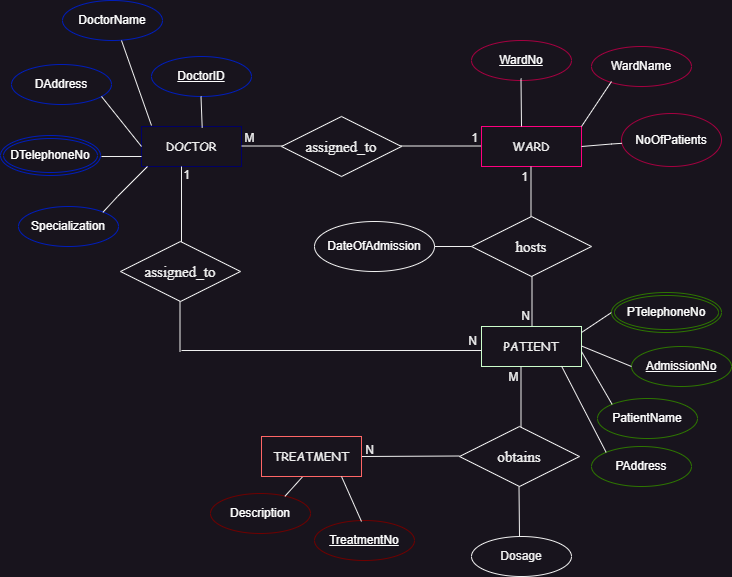 DoctorName
DoctorID
DAddress
DTelephoneNo
Specialization
DOCTOR
M
assigned_to
1
WardNo
WardName
NoOfPatients
WARD
1
1
assigned_to
DateOfAdmission
hosts
N
N
PATIENT
PTelephoneNo
AdmissionNo
PatientName
PAddress
M
obtains
N
TREATMENT
Description
TreatmentNo
Dosage